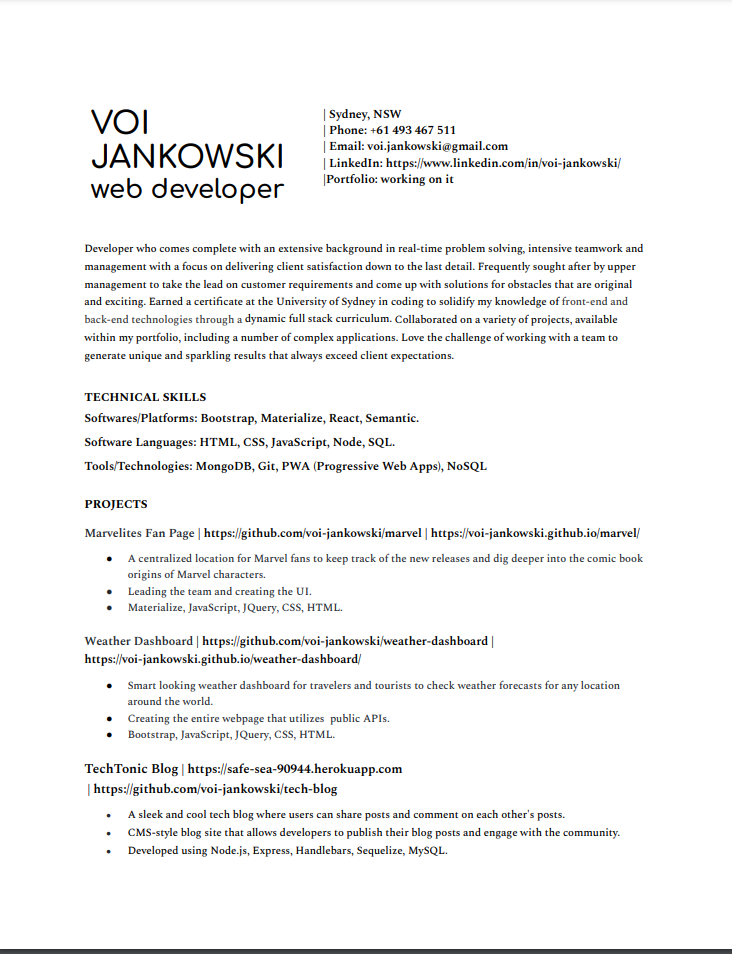 VOI
JANKOWSKI
web developer
| Sydney, NSW
| Phone: +61 493 467 511
| Email: voi.jankowski@gmail.com
| LinkedIn: https://www.linkedin.com/in/voi-jankowski/
|Portfolio: working on it
Developer who comes complete with an extensive background in real-time problem solving, intensive teamwork and
management with a focus on delivering client satisfaction down to the last detail. Frequently sought after by upper
management to take the lead on customer requirements and come up with solutions for obstacles that are original
and exciting. Earned a certificate at the University of Sydney in coding to solidify my knowledge of front-end and
back-end technologies through a dynamic full stack curriculum. Collaborated on a variety of projects, available
within my portfolio, including a number of complex applications. Love the challenge of working with a team to
generate unique and sparkling results that always exceed client expectations.
TECHNICAL SKILLS
Softwares/Platforms: Bootstrap, Materialize, React, Semantic.
Software Languages: HTML, CSS, JavaScript, Node, SQL.
Tools/Technologies: MongoDB, Git, PWA (Progressive Web Apps), NoSQL
PROJECTS
Marvelites Fan Page | https://github.com/voi-jankowski/marvel | https://voi-jankowski.github.io/marvel/
● A centralized location for Marvel fans to keep track of the new releases and dig deeper into the comic book
origins of Marvel characters.
● Leading the team and creating the UI.
● Materialize, JavaScript, JQuery, CSS, HTML.
Weather Dashboard | https://github.com/voi-jankowski/weather-dashboard |
https://voi-jankowski.github.io/weather-dashboard/
● Smart looking weather dashboard for travelers and tourists to check weather forecasts for any location
around the world.
● Creating the entire webpage that utilizes  public APIs.
● Bootstrap, JavaScript, JQuery, CSS, HTML.
TechTonic Blog | https://safe-sea-90944.herokuapp.com
| https://github.com/voi-jankowski/tech-blog
● A sleek and cool tech blog where users can share posts and comment on each other's posts.
● CMS-style blog site that allows developers to publish their blog posts and engage with the community.
● Developed using Node.js, Express, Handlebars, Sequelize, MySQL.